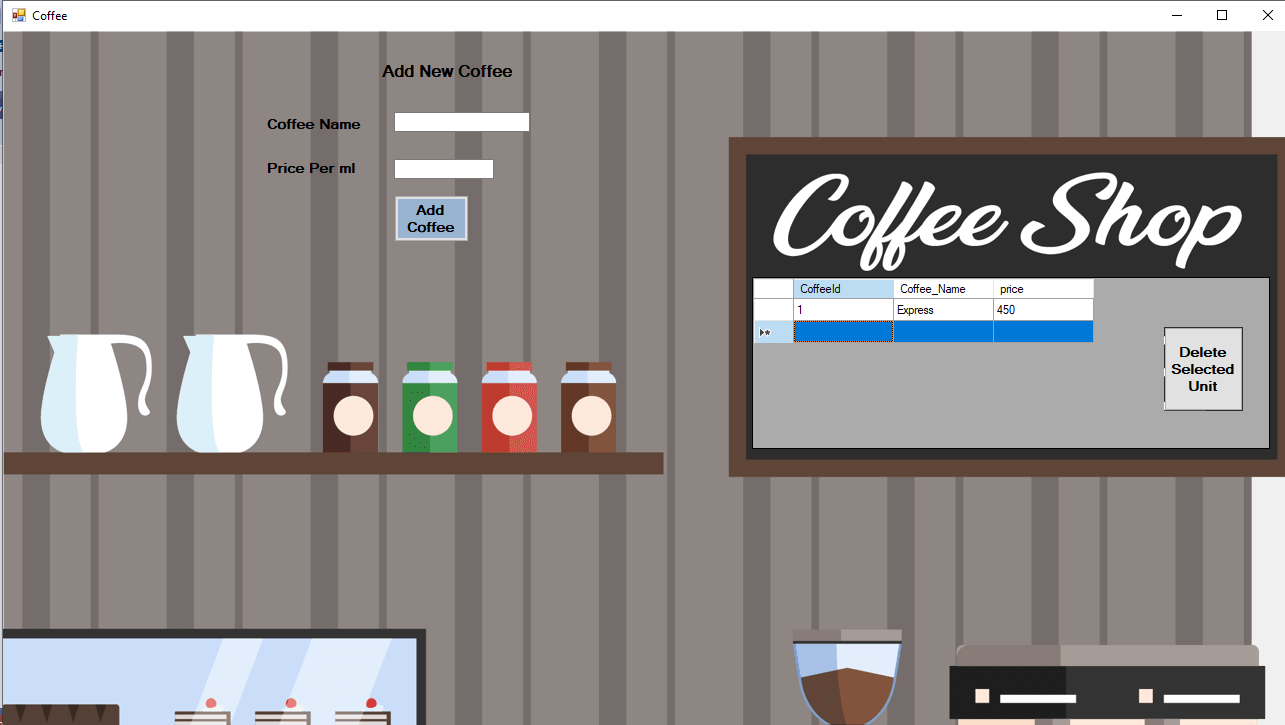 Coffee
Add New Coffee
Coffee Name
Price Per ml
Add
Coffee
Coffee Shop
CoffeeId Coffee_Name price
1 Express 450
Delete
Selected
Unit